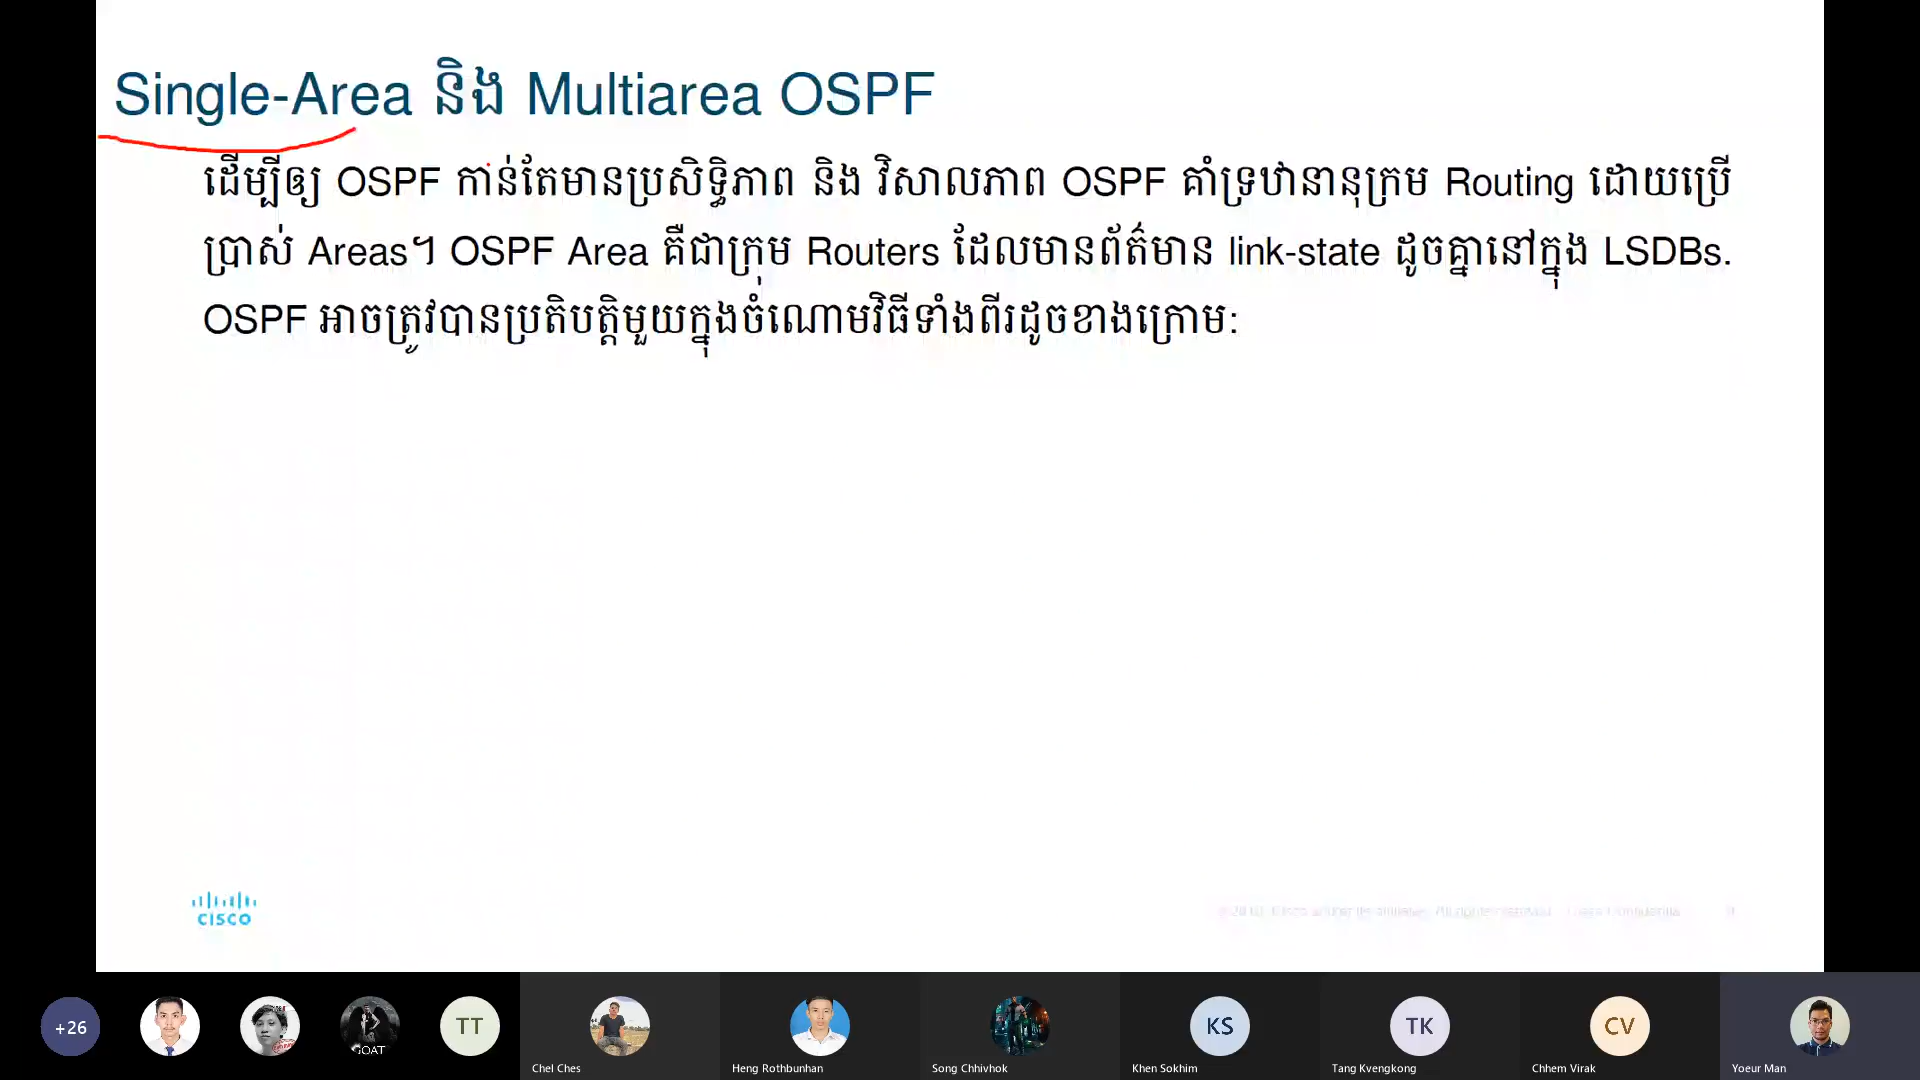 Single-Area និង Multiarea OSPF
ដើម្បីឲ្យ OSPF កាន់តែមានប្រសិទ្ធិភាព និង វិសាលភាព OSPF គាំទ្រឋានានុក្រម Routing ដោយប្រើ
ប្រាស់ Areas។ OSPF Area គឺជាក្រុម Routers ដែលមានព័ត៌មាន link-state ដូចគ្នានៅក្នុង LSDBs.
OSPF អាចត្រូវបានប្រតិបត្តិមួយក្នុងចំណោមវិធីទាំងពីរដូចខាងក្រោម:
CISCO
+26
GOAT
TT
KS
TK
CV
Chel Ches
Heng Rothbunhan
Song Chhivhok
Khen Sokhim
Tang Kvengkong
Chhem Virak
Yoeur Man